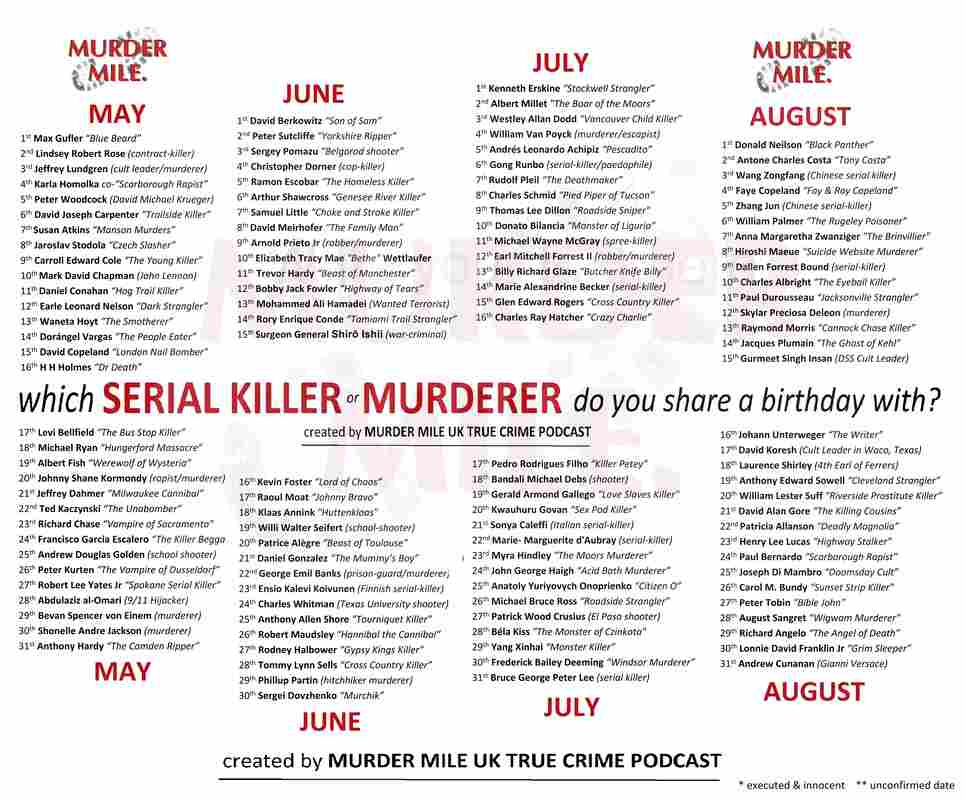 MURDER
MILE.
MAY
1st Max Gufler "Blue Beard"
2nd Lindsey Robert Rose (contract-killer)
3rd Jeffrey Lundgren (cult leader/murderer)
4th Karla Homolka co-"Scarborough Rapist"
5th Peter Woodcock (David Michael Krueger)
6th David Joseph Carpenter "Trailside Killer"
7th Susan Atkins "Manson Murders"
8th Jaroslav Stodola "Czech Slasher"
9th Carroll Edward Cole "The Young Killer"
10th Mark David Chapman (John Lennon)
11th Daniel Conahan "Hog Trail Killer"
12th Earle Leonard Nelson "Dark Strangler"
13th Waneta Hoyt "The Smotherer"
14th Dorángel Vargas "The People Eater"
15th David Copeland "London Nail Bomber"
16th H H Holmes "Dr Death"
JUNE
1st David Berkowitz "Son of Sam"
2nd Peter Sutcliffe "Yorkshire Ripper"
3rd Sergey Pomazu "Belgorod shooter"
4th Christopher Dorner (cop-killer)
5th Ramon Escobar "The Homeless Killer"
6th Arthur Shawcross "Genesee River Killer"
7th Samuel Little "Choke and Stroke Killer"
8th David Meirhofer "The Family Man"
9th Arnold Prieto Jr (robber/murderer)
10th Elizabeth Tracy Mae "Bethe" Wettlaufer
11th Trevor Hardy "Beast of Manchester"
12th Bobby Jack Fowler "Highway of Tears"
13th Mohammed Ali Hamadei (Wanted Terrorist)
14th Rory Enrique Conde "Tamiami Trail Strangler"
15th Surgeon General Shirō Ishii (war-criminal)
JULY
1st Kenneth Erskine "Stockwell Strangler"
2nd Albert Millet "The Boar of the Moors"
3rd Westley Allan Dodd "Vancouver Child Killer"
4th William Van Poyck (murderer/escapist)
5th Andrés Leonardo Achipiz "Pescadito"
6th Gong Runbo (serial-killer/paedophile)
7th Rudolf Pleil "The Deathmaker"
8th Charles Schmid "Pied Piper of Tucson"
9th Thomas Lee Dillon "Roadside Sniper"
10th Donato Bilancia "Monster of Liguria"
11th Michael Wayne McGray (spree-killer)
12th Earl Mitchell Forrest II (robber/murder)
13th Billy Richard Glaze "Butcher Knife Billy"
14th Marie Alexandrine Becker (serial-killer)
15th Glen Edward Rogers "Cross Country Killer"
16th Charles Ray Hatcher "Crazy Charlie"
MURDER
MILE.
AUGUST
1st Donald Neilson "Black Panther"
2nd Antone Charles Costa "Tony Costa"
3rd Wang Zongfang (Chinese serial killer)
4th Faye Copeland "Fay & Ray Copeland"
5th Zhang Jun (Chinese serial-killer)
6th William Palmer "The Rugeley Poisoner"
7th Anna Margaretha Zwanziger "The Brinvillier"
8th Hiroshi Maeue "Suicide Website Murderer"
9th Dallen Forrest Bound (serial-killer)
10th Charles Albright "The Eyeball Killer"
11th Paul Durousseau "Jacksonville Strangler"
12th Skylar Preciosa Deleon (murderer)
13th Raymond Morris "Cannock Chase Killer"
14th Jacques Plumain "The Ghost of Kehl"
15th Gurmeet Singh Insan (DSS Cult Leader)
which SERIAL KILLER or MURDERER do you share a birthday with?
created by MURDER MILE UK TRUE CRIME PODCAST
17th Levi Bellfield "The Bus Stop Killer"
18th Michael Ryan "Hungerford Massacre"
19th Albert Fish "Werewolf of Wysteria"
20th Johnny Shane Kormondy (rapist/murderer)
21st Jeffrey Dahmer "Milwaukee Cannibal"
22nd Ted Kaczynski "The Unabomber"
23rd Richard Chase "Vampire of Sacramento"
24th Francisco Garcia Escalero "The Killer Begga
25th Andrew Douglas Golden (school shooter)
26th Peter Kurten "The Vampire of Dusseldorf"
27th Robert Lee Yates Jr "Spokane Serial Killer"
28th Abdulaziz al-Omari (9/11 Hijacker)
29th Bevan Spencer von Einem (murderer)
30th Shonelle Andre Jackson (murderer)
31st Anthony Hardy "The Camden Ripper"
MAY
16th Kevin Foster "Lord of Chaos"
17th Raoul Moat "Johnny Bravo"
18th Klaas Annink "Huttenklaas"
19th Willi Walter Seifert (school-shooter)
20th Patrice Alègre "Beast of Toulouse"
21st Daniel Gonzalez "The Mummy's Boy"
22nd George Emil Banks (prison-guard/murderer)
23rd Ensio Kalevi Koivunen (Finnish serial-killer)
24th Charles Whitman (Texas University shooter)
25th Anthony Allen Shore "Tourniquet Killer"
26th Robert Maudsley "Hannibal the Cannibal"
27th Rodney Halbower "Gypsy Kings Killer"
28th Tommy Lynn Sells "Cross Country Killer"
29th Phillup Partin (hitchhiker murderer)
30th Sergei Dovzhenko "Murchik"
JUNE
17th Pedro Rodrigues Filho "Killer Petey"
18th Bandali Michael Debs (shooter)
19th Gerald Armond Gallego "Love Slaves Killer"
20th Kwauhuru Govan "Sex Pod Killer"
21st Sonya Caleffi (Italian serial-killer)
22nd Marie- Marguerite d'Aubray (serial-killer)
23rd Myra Hindley "The Moors Murderer"
24th John George Haigh "Acid Bath Murderer"
25th Anatoly Yuriyovych Onoprienko "Citizen O"
26th Michael Bruce Ross "Roadside Strangler"
27th Patrick Wood Crusius (El Paso shooter)
28th Béla Kiss "The Monster of Czinkota"
29th Yang Xinhai "Monster Killer"
30th Frederick Bailey Deeming "Windsor Murderer"
31st Bruce George Peter Lee (serial killer)
JULY
16th Johann Unterweger "The Writer"
17th David Koresh (Cult Leader in Waco, Texas)
18th Laurence Shirley (4th Earl of Ferrers)
19th Anthony Edward Sowell "Cleveland Strangler"
20th William Lester Suff "Riverside Prostitute Killer"
21st David Alan Gore "The Killing Cousins"
22nd Patricia Allanson "Deadly Magnolia"
23rd Henry Lee Lucas "Highway Stalker"
24th Paul Bernardo "Scarborough Rapist"
25th Joseph Di Mambro "Doomsday Cult"
26th Carol M. Bundy "Sunset Strip Killer"
27th Peter Tobin "Bible John"
28th August Sangret "Wigwam Murderer"
29th Richard Angelo "The Angel of Death"
30th Lonnie David Franklin Jr "Grim Sleeper"
31st Andrew Cunanan (Gianni Versace)
AUGUST
created by MURDER MILE UK TRUE CRIME PODCAST
* executed & innocent ** unconfirmed date